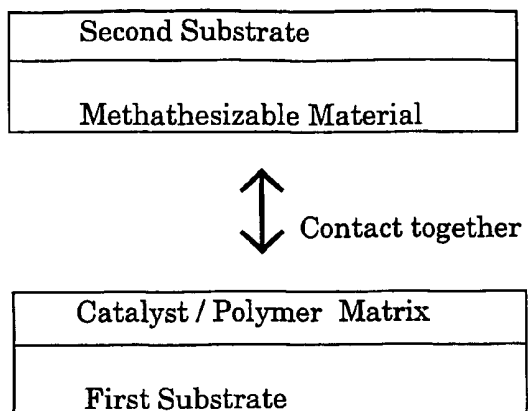 Second Substrate
Methathesizable Material
Contact together
Catalyst / Polymer Matrix
First Substrate